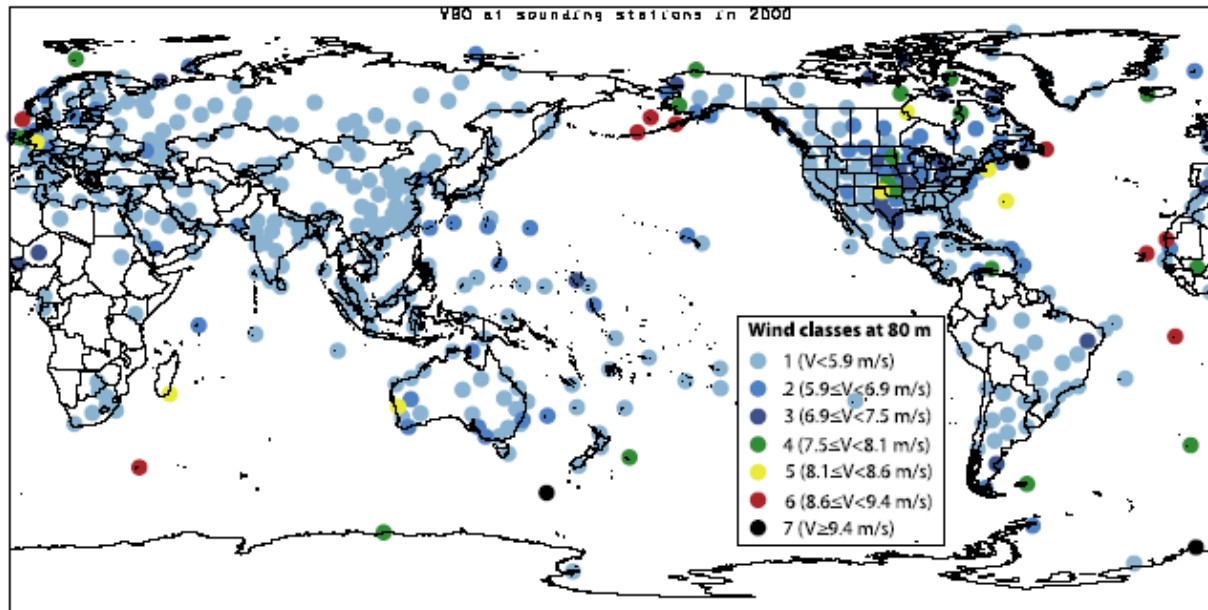 V80 at sounding stations in 2000
Wind classes at 80 m
1 (V<5.9 m/s)
2 (5.9≤V<6.9 m/s)
3 (6.9≤V<7.5 m/s)
4 (7.5≤V<8.1 m/s)
5 (8.1≤V<8.6 m/s)
6 (8.6≤V<9.4 m/s)
7 (V≥9.4 m/s)